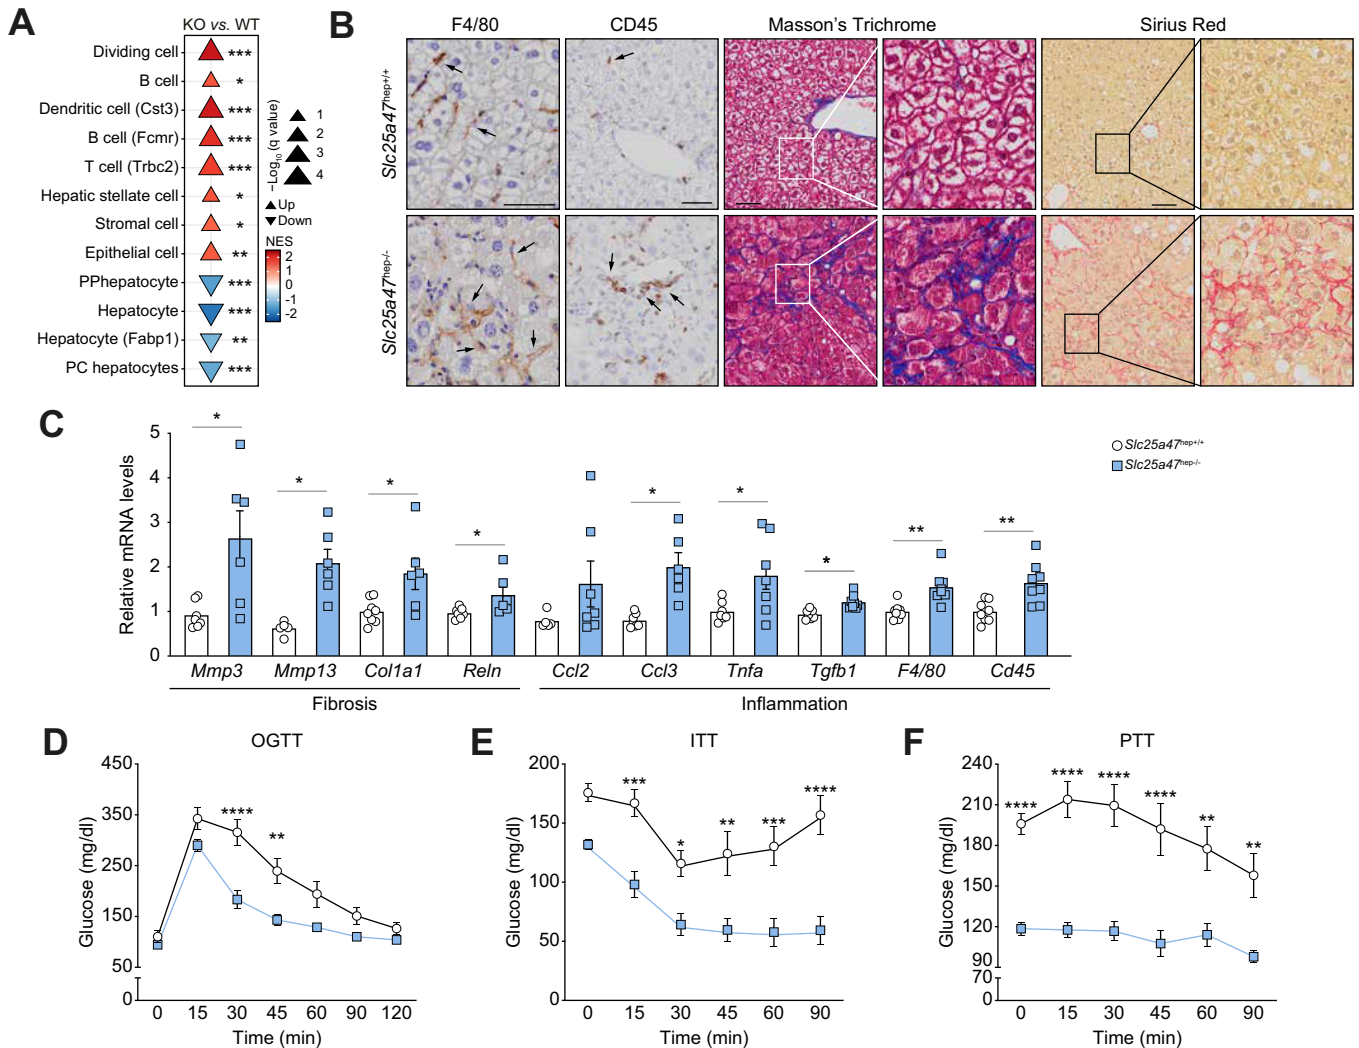 A
KO vs. WT
Dividing cell ***
B cell *
Dendritic cell (Cst3) ***
B cell (Fcmr) ***
T cell (Trbc2) ***
Hepatic stellate cell *
Stromal cell *
Epithelial cell **
PPhepatocyte ***
Hepatocyte ***
Hepatocyte (Fabp1) **
PC hepatocytes ***
−Log10 (q value)
1
2
3
4
Up
Down
NES
2
1
0
-1
-2
B
F4/80
CD45
Masson's Trichrome
Sirius Red
Slc25a47hep+/+
Slc25a47hep-/-
C
Relative mRNA levels
5
4
3
2
1
0
* * * * * * * ** **
Mmp3 Mmp13 Col1a1 Reln Ccl2 Ccl3 Tnfa Tgfb1 F4/80 Cd45
Fibrosis
Inflammation
Slc25a47hep+/+
Slc25a47hep-/-
D
OGTT
Glucose (mg/dl)
450
350
250
150
50
0
**** **
0 15 30 45 60 90 120
Time (min)
E
ITT
Glucose (mg/dl)
200
150
100
50
0
*** * ** *** ****
0 15 30 45 60 90
Time (min)
F
PTT
Glucose (mg/dl)
240
210
180
150
120
90
70
0
**** **** **** **** ** **
0 15 30 45 60 90
Time (min)